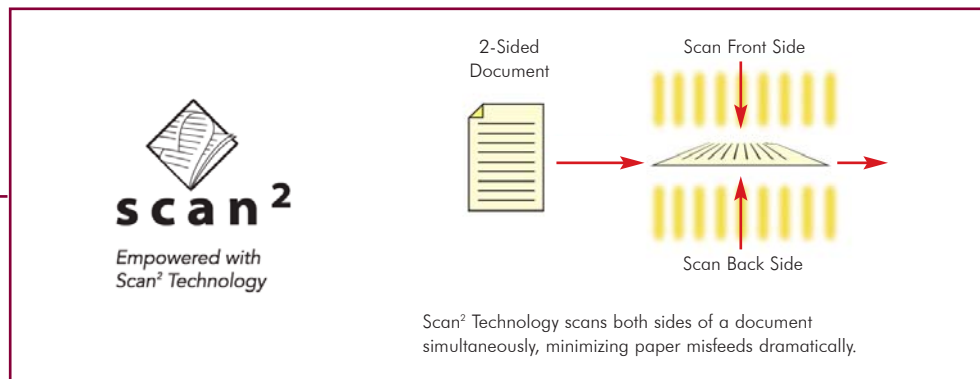 scan²
Empowered with
Scan² Technology
2-Sided
Document
Scan Front Side
Scan Back Side
Scan² Technology scans both sides of a document
simultaneously, minimizing paper misfeeds dramatically.